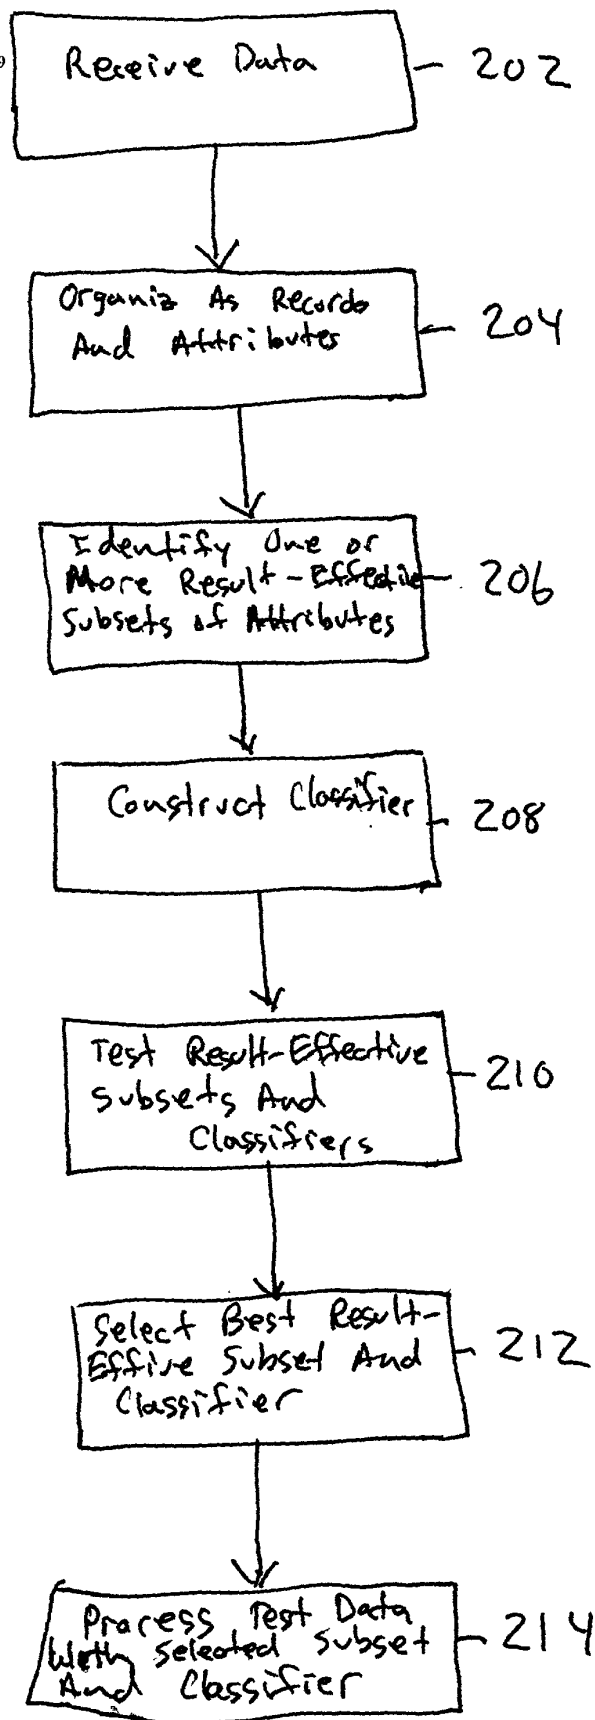 Receive Data
202
Organiz As Records
And Attributes
204
Identify One or
More Result-Effective
Subsets of Attributes
206
Construct Classifier
208
Test Result-Effective
Subsets And
Classifiers
210
Select Best Result-
Effive Subset And
Classifier
212
Process Test Data
With Selected Subset
And Classifier
214